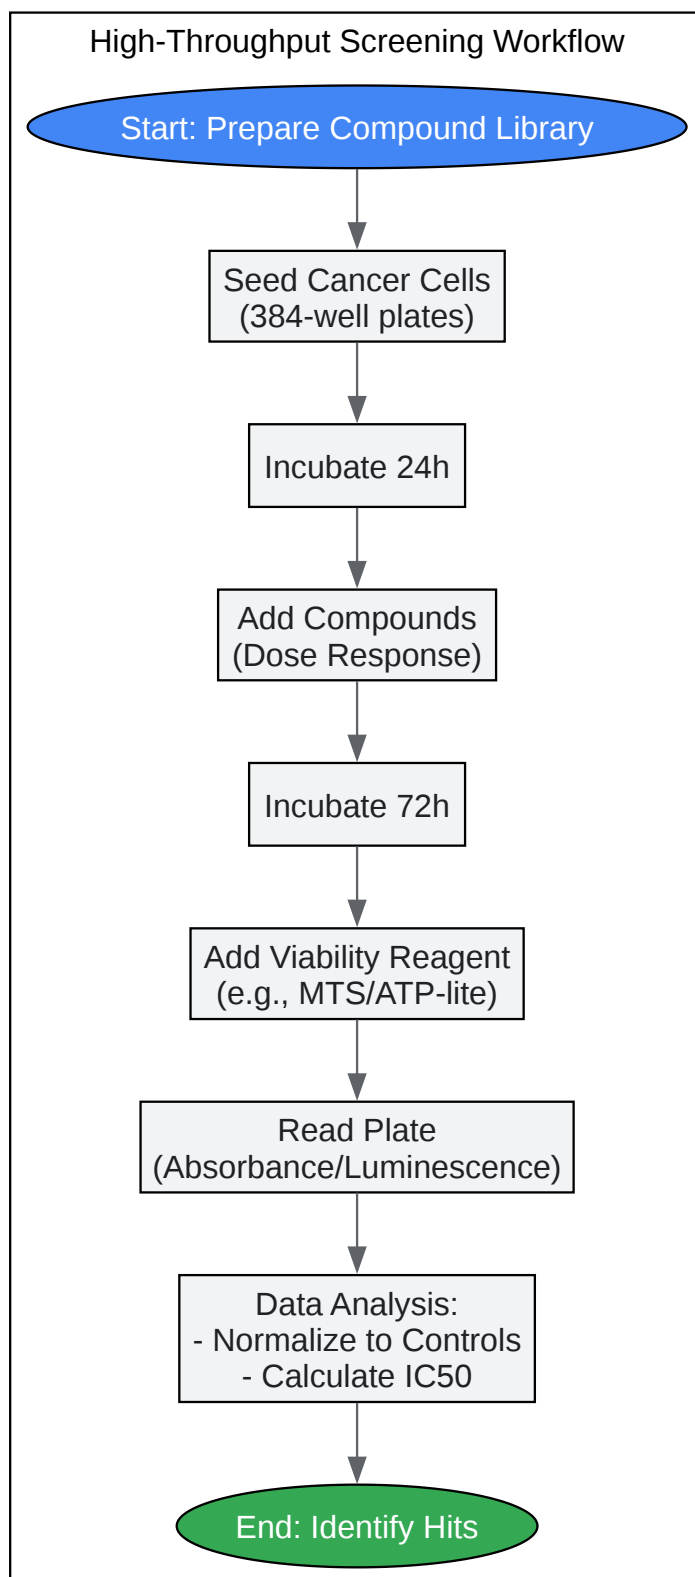 High-Throughput Screening Workflow
Start: Prepare Compound Library
Seed Cancer Cells
(384-well plates)
Incubate 24h
Add Compounds
(Dose Response)
Incubate 72h
Add Viability Reagent
(e.g., MTS/ATP-lite)
Read Plate
(Absorbance/Luminescence)
Data Analysis:
- Normalize to Controls
- Calculate IC50
End: Identify Hits